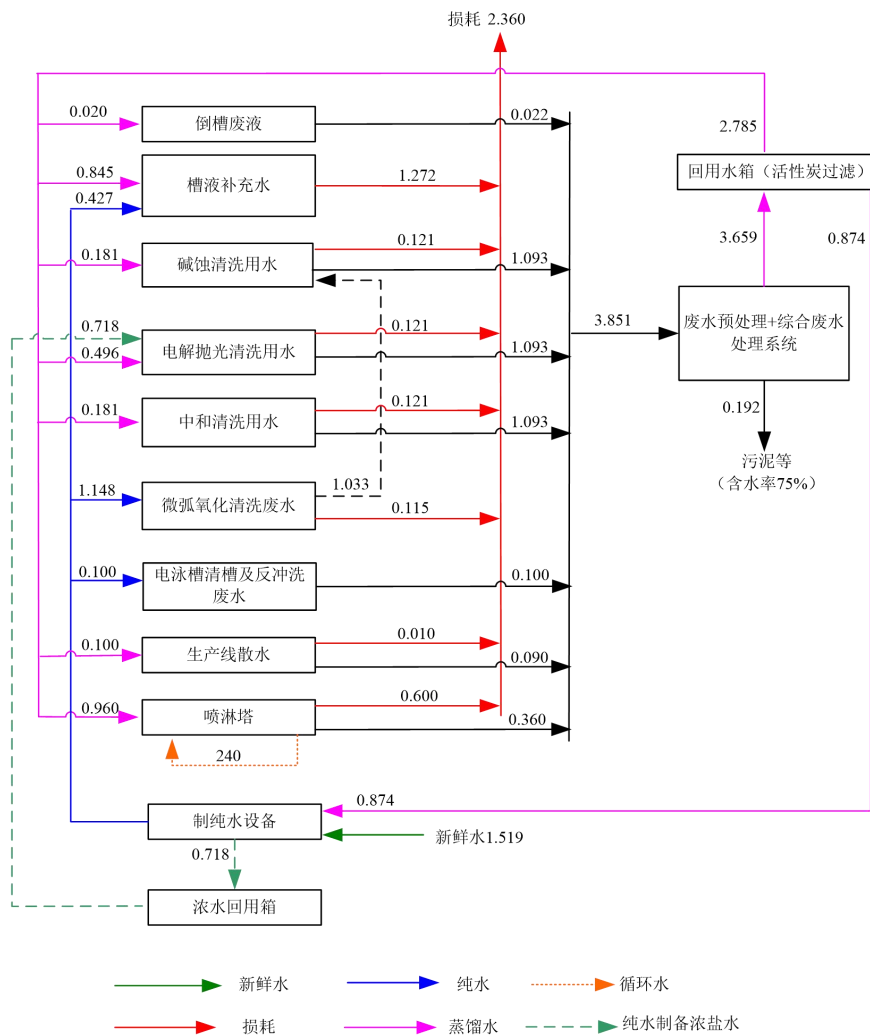 损耗 2.360
0.020
倒槽废液
0.022
2.785
0.845
槽液补充水
1.272
回用水箱（活性炭过滤）
0.427
3.659
0.874
0.181
碱蚀清洗用水
0.121
1.093
0.718
电解抛光清洗用水
0.121
3.851
废水预处理+综合废水
处理系统
0.496
1.093
0.181
中和清洗用水
0.121
1.093
0.192
污泥等
（含水率75%）
1.148
微弧氧化清洗废水
1.033
0.115
0.100
电泳槽清槽及反冲洗
废水
0.100
0.100
生产线散水
0.010
0.090
0.960
喷淋塔
0.600
0.360
240
0.874
制纯水设备
新鲜水1.519
0.718
浓水回用箱
新鲜水
纯水
循环水
损耗
蒸馏水
纯水制备浓盐水